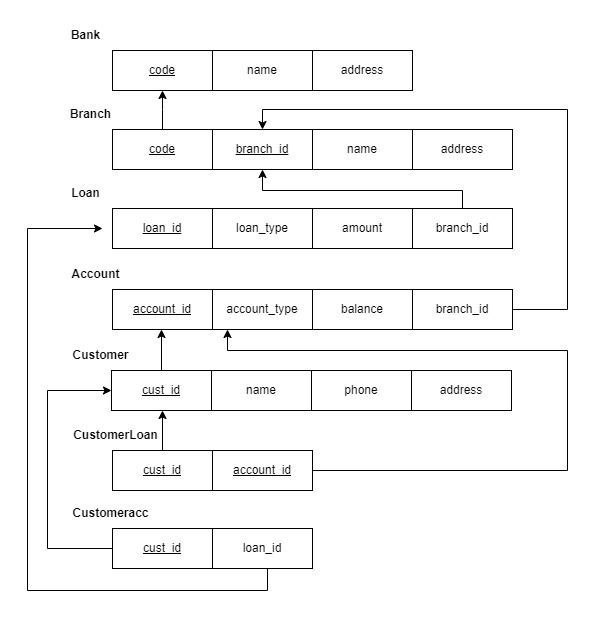 Bank
code name address
Branch
code branch_id name address
Loan
loan_id loan_type amount branch_id
Account
account_id account_type balance branch_id
Customer
cust_id name phone address
CustomerLoan
cust_id account_id
Customeracc
cust_id loan_id